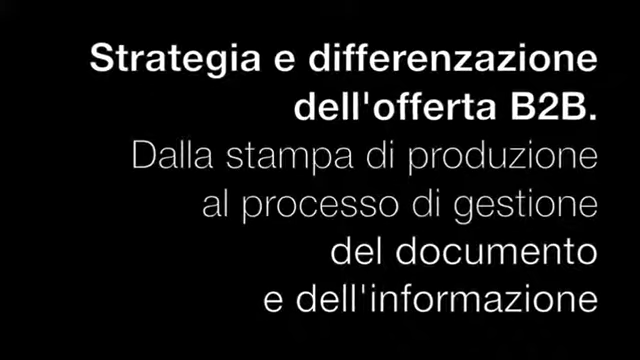 Strategia e differenzazione
dell'offerta B2B.
Dalla stampa di produzione
al processo di gestione
del documento
e dell'informazione